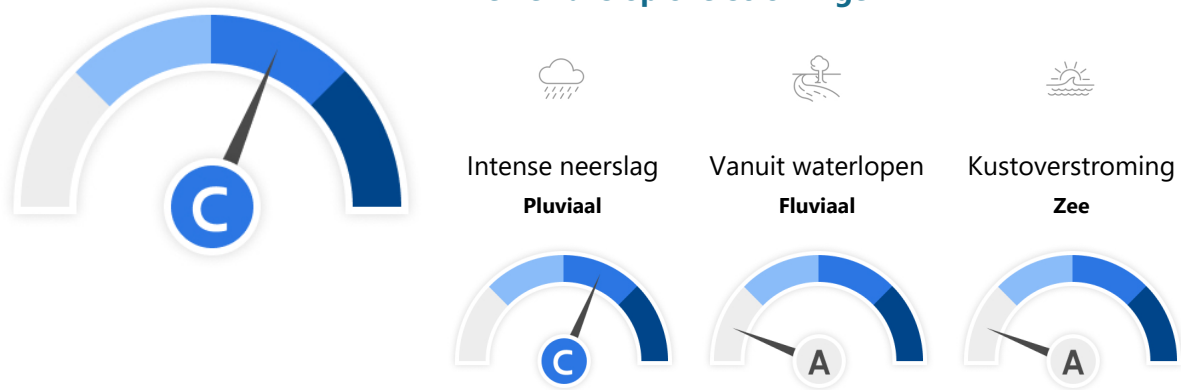 C
Intense neerslag
Vanuit waterlopen
Kustoverstroming
Pluviaal
Fluviaal
Zee
C
A
A